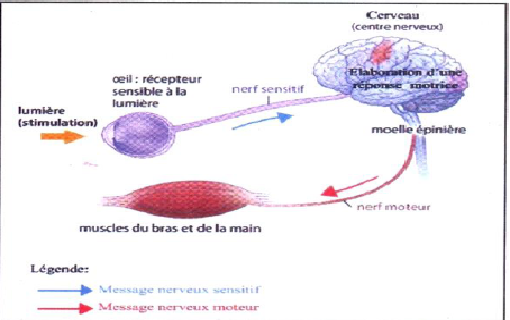 Cerveau
(centre nerveux)
œil : récepteur
sensible à la
lumière
nerf sensitif
Elaboration d'une
réponse motrice
lumière
(stimulation)
moelle épinière
nerf moteur
muscles du bras et de la main
Légende:
Message nerveux sensitif
Message nerveux moteur